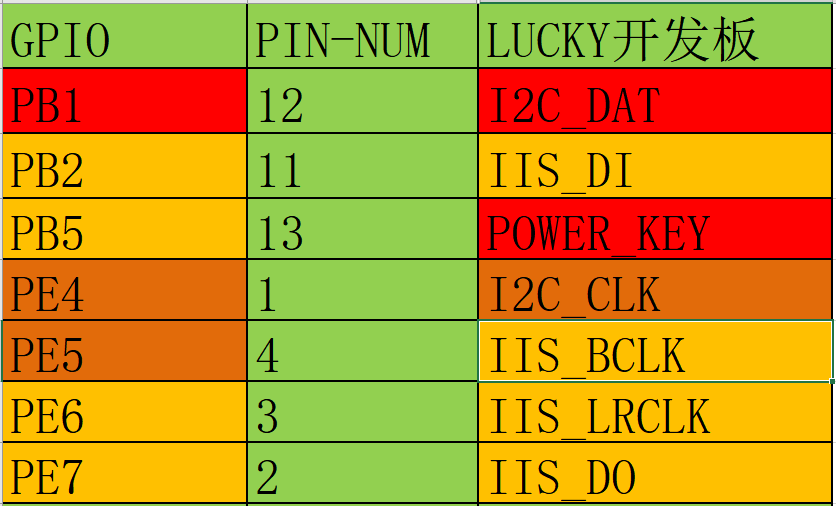 GPIO PIN-NUM LUCKY开发板
PB1 12 I2C_DAT
PB2 11 IIS_DI
PB5 13 POWER_KEY
PE4 1 I2C_CLK
PE5 4 IIS_BCLK
PE6 3 IIS_LRCLK
PE7 2 IIS_DO